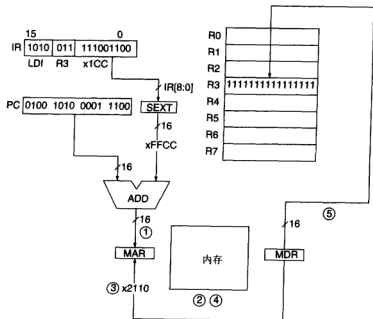 15 0
IR 1010 011 111001100
LDI R3 x1CC
IR[8:0]
PC 0100 1010 0001 1100
SEXT
16
xFFCC
16
ADD
16
①
MAR
③ x2110
内存
② ④
MDR
16
⑤
R0
R1
R2
R3 1111111111111111
R4
R5
R6
R7